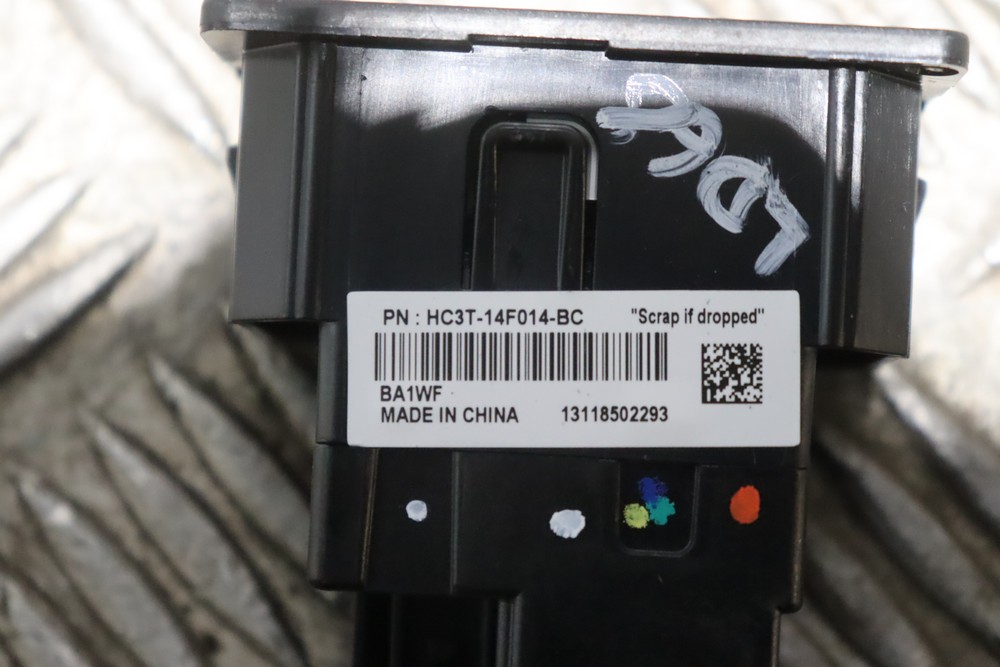 PN : HC3T-14F014-BC "Scrap if dropped"
BA1WF
MADE IN CHINA 13118502293